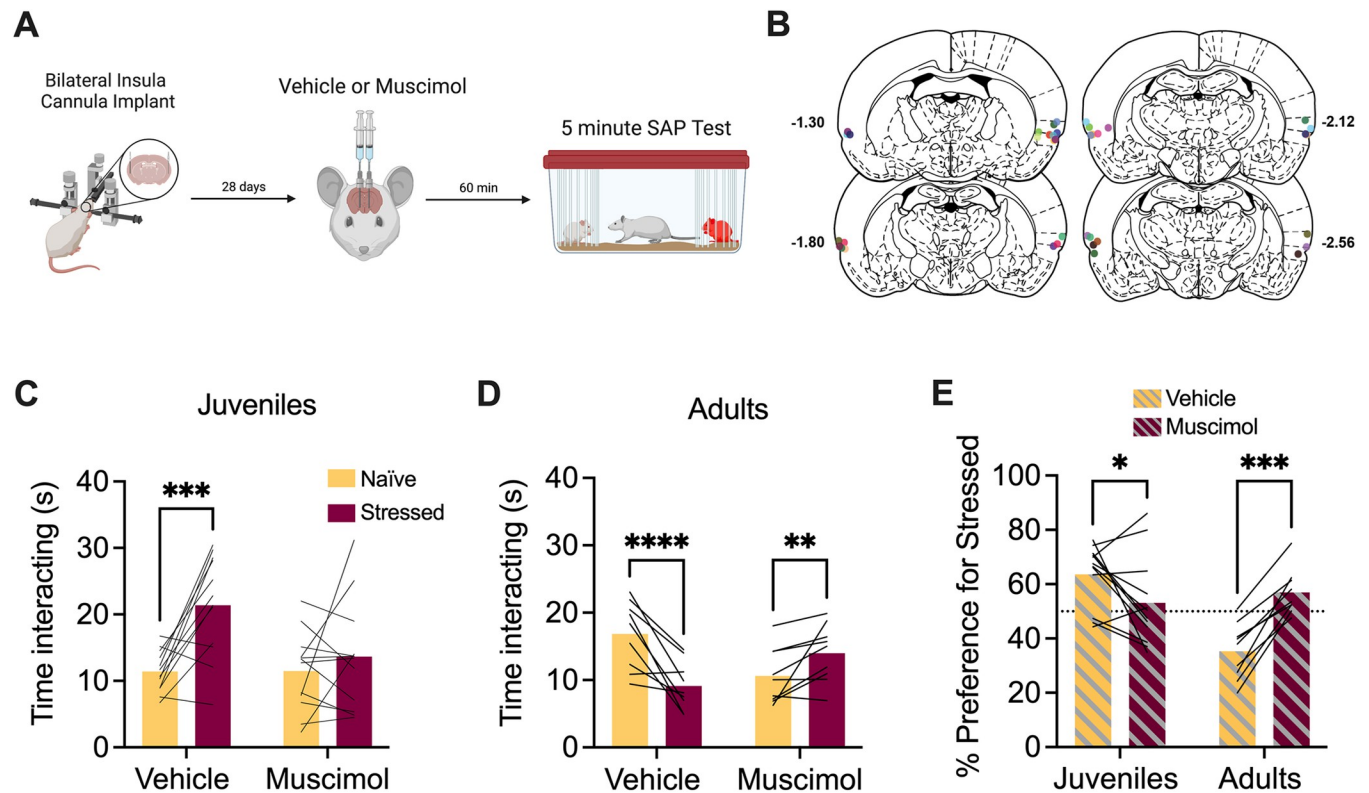 A
Bilateral Insula
Cannula Implant
28 days
Vehicle or Muscimol
60 min
5 minute SAP Test
B
-1.30
-2.12
-1.80
-2.56
C
Juveniles
Time interacting (s)
40
30
20
10
0
***
Naïve
Stressed
Vehicle
Muscimol
D
Adults
Time interacting (s)
40
30
20
10
0
****
**
Vehicle
Muscimol
E
Vehicle
Muscimol
% Preference for Stressed
100
80
60
40
20
0
*
***
Juveniles
Adults